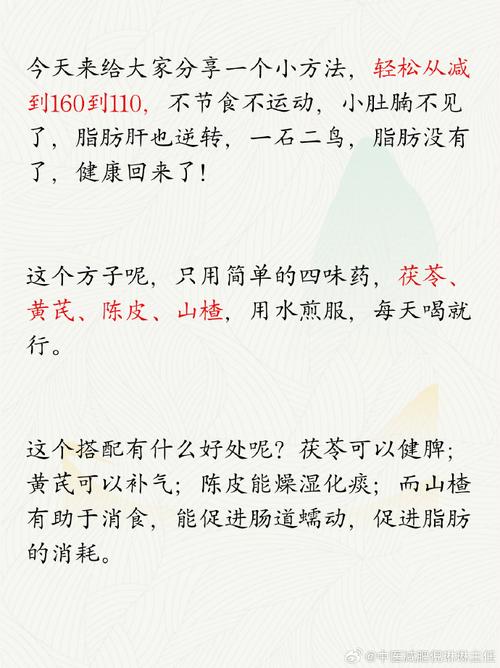 今天来给大家分享一个小方法，轻松从减
到160到110，不节食不运动，小肚腩不见
了，脂肪肝也逆转，一石二鸟，脂肪没有
了，健康回来了！
这个方子呢，只用简单的四味药，茯苓、
黄芪、陈皮、山楂，用水煎服，每天喝就
行。
这个搭配有什么好处呢？茯苓可以健脾；
黄芪可以补气；陈皮能燥湿化痰；而山楂
有助于消食，能促进肠道蠕动，促进脂肪
的消耗。